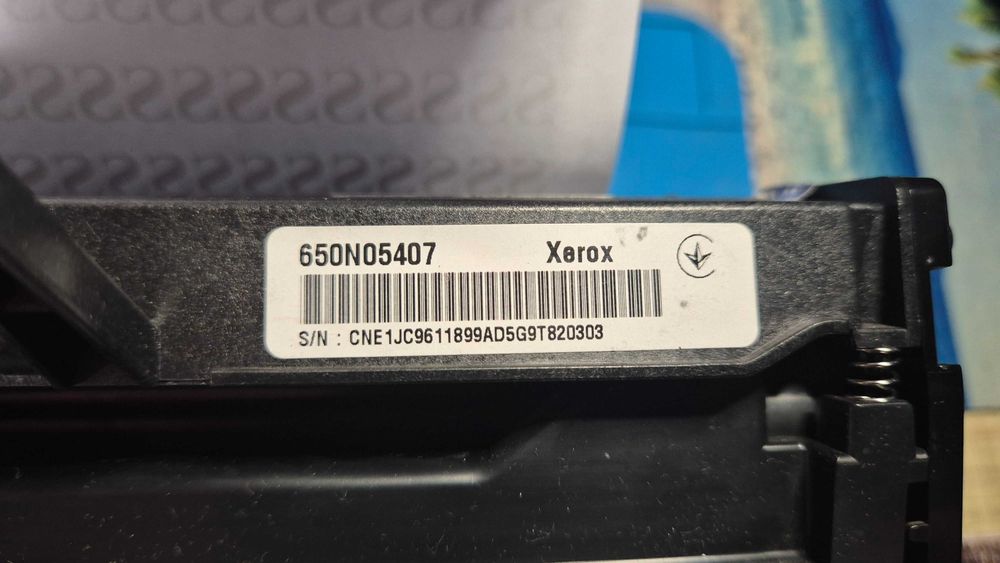 650N05407 Xerox
S/N : CNE1JC9611899AD5G9T820303